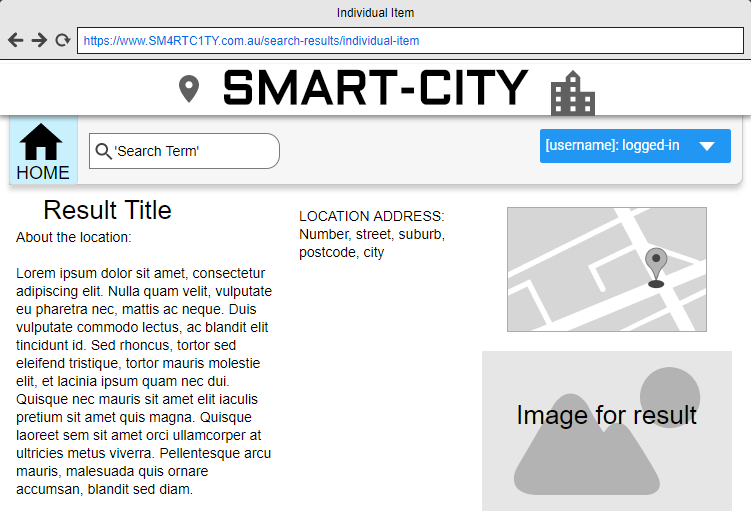 Individual Item
https://www.SM4RTC1TY.com.au/search-results/individual-item
SMART-CITY
HOME
'Search Term'
[username]: logged-in
Result Title
About the location:
Lorem ipsum dolor sit amet, consectetur
adipiscing elit. Nulla quam velit, vulputate
eu pharetra nec, mattis ac neque. Duis
vulputate commodo lectus, ac blandit elit
tincidunt id. Sed rhoncus, tortor sed
eleifend tristique, tortor mauris molestie
elit, et lacinia ipsum quam nec dui.
Quisque nec mauris sit amet elit iaculis
pretium sit amet quis magna. Quisque
laoreet sem sit amet orci ullamcorper at
ultricies metus viverra. Pellentesque arcu
mauris, malesuada quis ornare
accumsan, blandit sed diam.
LOCATION ADDRESS:
Number, street, suburb,
postcode, city
Image for result